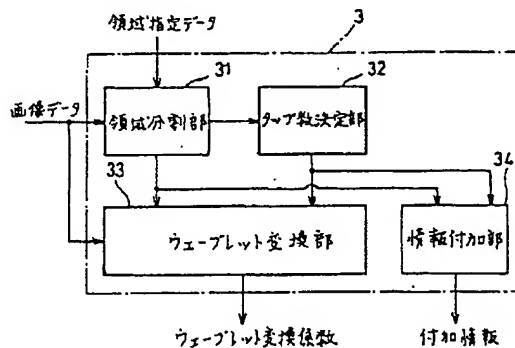 領域指定データ
3
31
32
画像データ
領域分割部
タップ数決定部
33
34
ウェーブレット変換部
情報付加部
ウェーブレット変換係数
付加情報